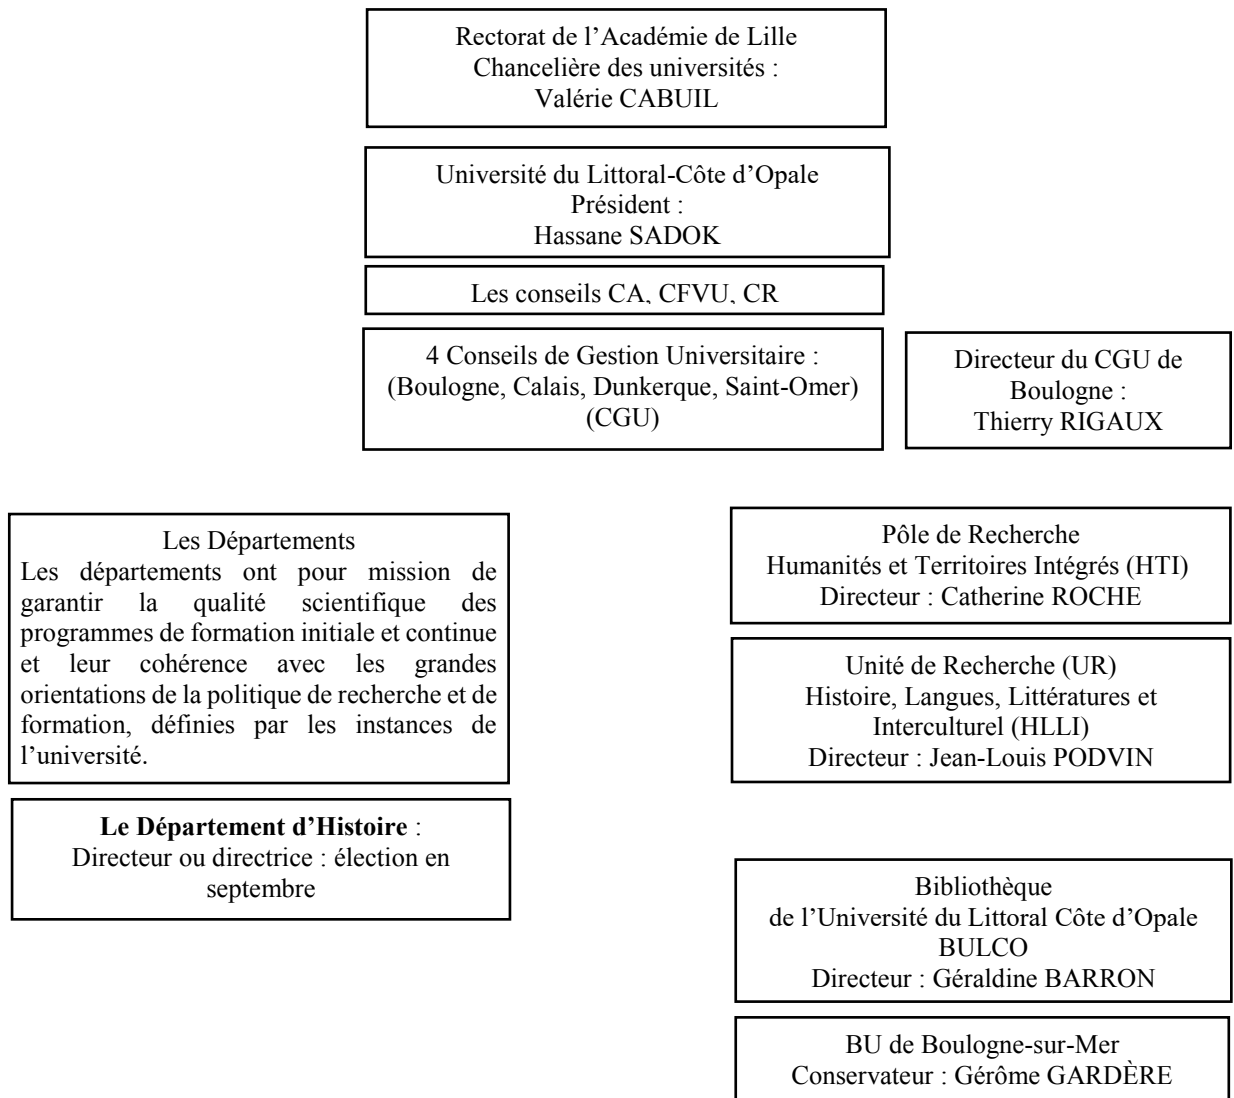 Rectorat de l’Académie de Lille
Chancelière des universités :
Valérie CABUIL
Université du Littoral-Côte d’Opale
Président :
Hassane SADOK
Les conseils CA, CFVU, CR
4 Conseils de Gestion Universitaire :
(Boulogne, Calais, Dunkerque, Saint-Omer)
(CGU)
Directeur du CGU de
Boulogne :
Thierry RIGAUX
Les Départements
Les départements ont pour mission de
garantir la qualité scientifique des
programmes de formation initiale et continue
et leur cohérence avec les grandes
orientations de la politique de recherche et de
formation, définies par les instances de
l’université.
Le Département d’Histoire :
Directeur ou directrice : élection en
septembre
Pôle de Recherche
Humanités et Territoires Intégrés (HTI)
Directeur : Catherine ROCHE
Unité de Recherche (UR)
Histoire, Langues, Littératures et
Interculturel (HLLI)
Directeur : Jean-Louis PODVIN
Bibliothèque
de l’Université du Littoral Côte d’Opale
BULCO
Directeur : Géraldine BARRON
BU de Boulogne-sur-Mer
Conservateur : Gérôme GARDÈRE